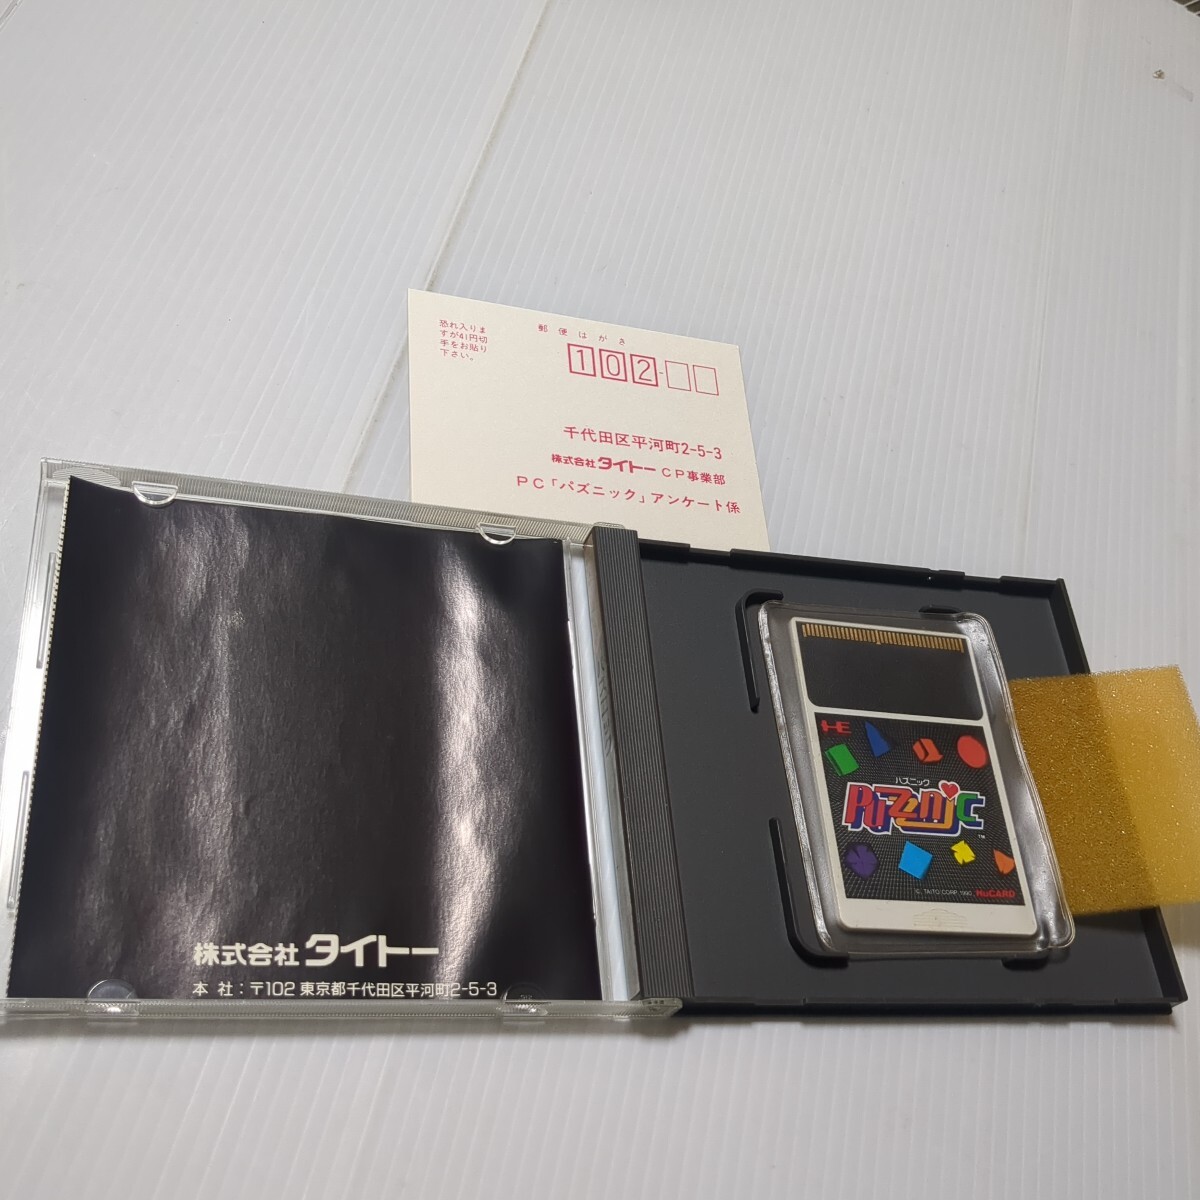 恐れ入りま
すが41円切
手をお貼り
下さい。
郵便はがき
102-
千代田区平河町2-5-3
株式会社タイトー CP事業部
PC「パズニック」アンケート係
HE
パズニック
PUZZNIC
TM
© TAITO CORP. 1990 HuCARD
株式会社タイトー
本社:〒102 東京都千代田区平河町2-5-3